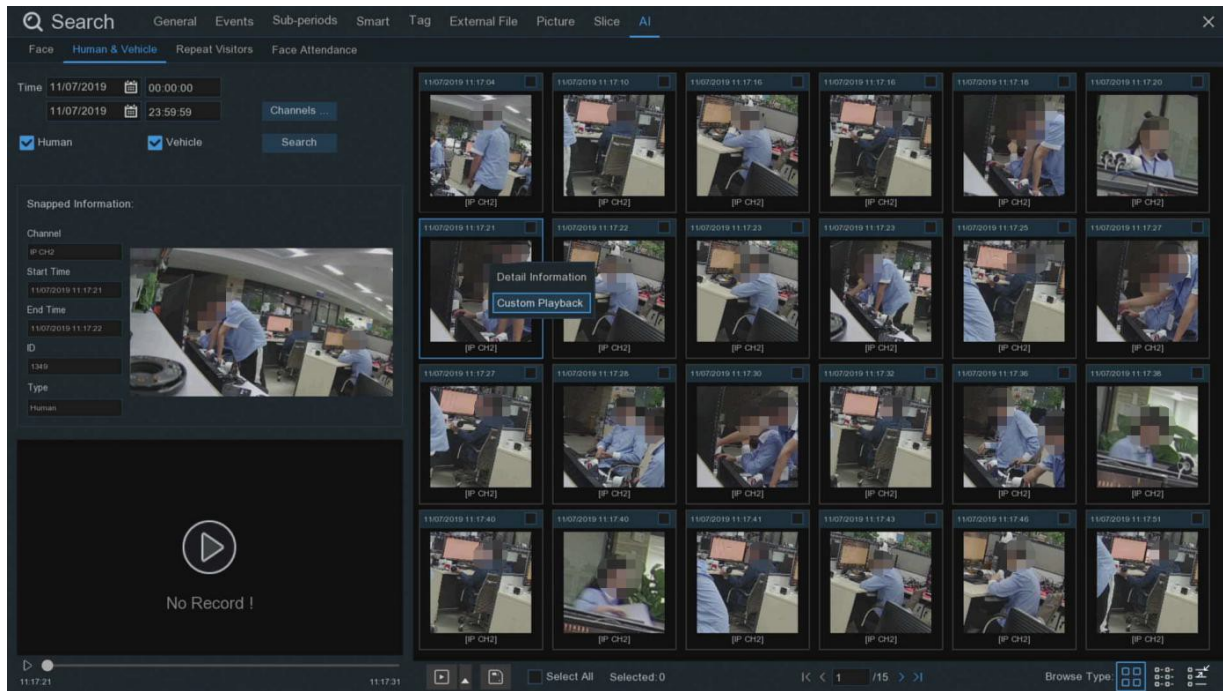 Search General Events Sub-periods Smart Tag External File Picture Slice AI
Face Human & Vehicle Repeat Visitors Face Attendance
Time 11/07/2019 00:00:00
11/07/2019 23:59:59 Channels ...
Human Vehicle Search
Snapped Information:
Channel
IP CH2
Start Time
11/07/2019 11:17:21
End Time
11/07/2019 11:17:22
ID
1349
Type
Human
No Record !
11:17:21 11:17:31
11/07/2019 11:17:04 11/07/2019 11:17:10 11/07/2019 11:17:16 11/07/2019 11:17:16 11/07/2019 11:17:18 11/07/2019 11:17:20
[IP CH2] [IP CH2] [IP CH2] [IP CH2] [IP CH2] [IP CH2]
11/07/2019 11:17:21 11/07/2019 11:17:22 11/07/2019 11:17:23 11/07/2019 11:17:23 11/07/2019 11:17:25 11/07/2019 11:17:27
Detail Information
Custom Playback
[IP CH2] [IP CH2] [IP CH2] [IP CH2] [IP CH2] [IP CH2]
11/07/2019 11:17:27 11/07/2019 11:17:28 11/07/2019 11:17:30 11/07/2019 11:17:32 11/07/2019 11:17:36 11/07/2019 11:17:36
[IP CH2] [IP CH2] [IP CH2] [IP CH2] [IP CH2] [IP CH2]
11/07/2019 11:17:40 11/07/2019 11:17:40 11/07/2019 11:17:41 11/07/2019 11:17:43 11/07/2019 11:17:46 11/07/2019 11:17:51
[IP CH2] [IP CH2] [IP CH2] [IP CH2] [IP CH2] [IP CH2]
Select All Selected: 0 1 /15 Browse Type: